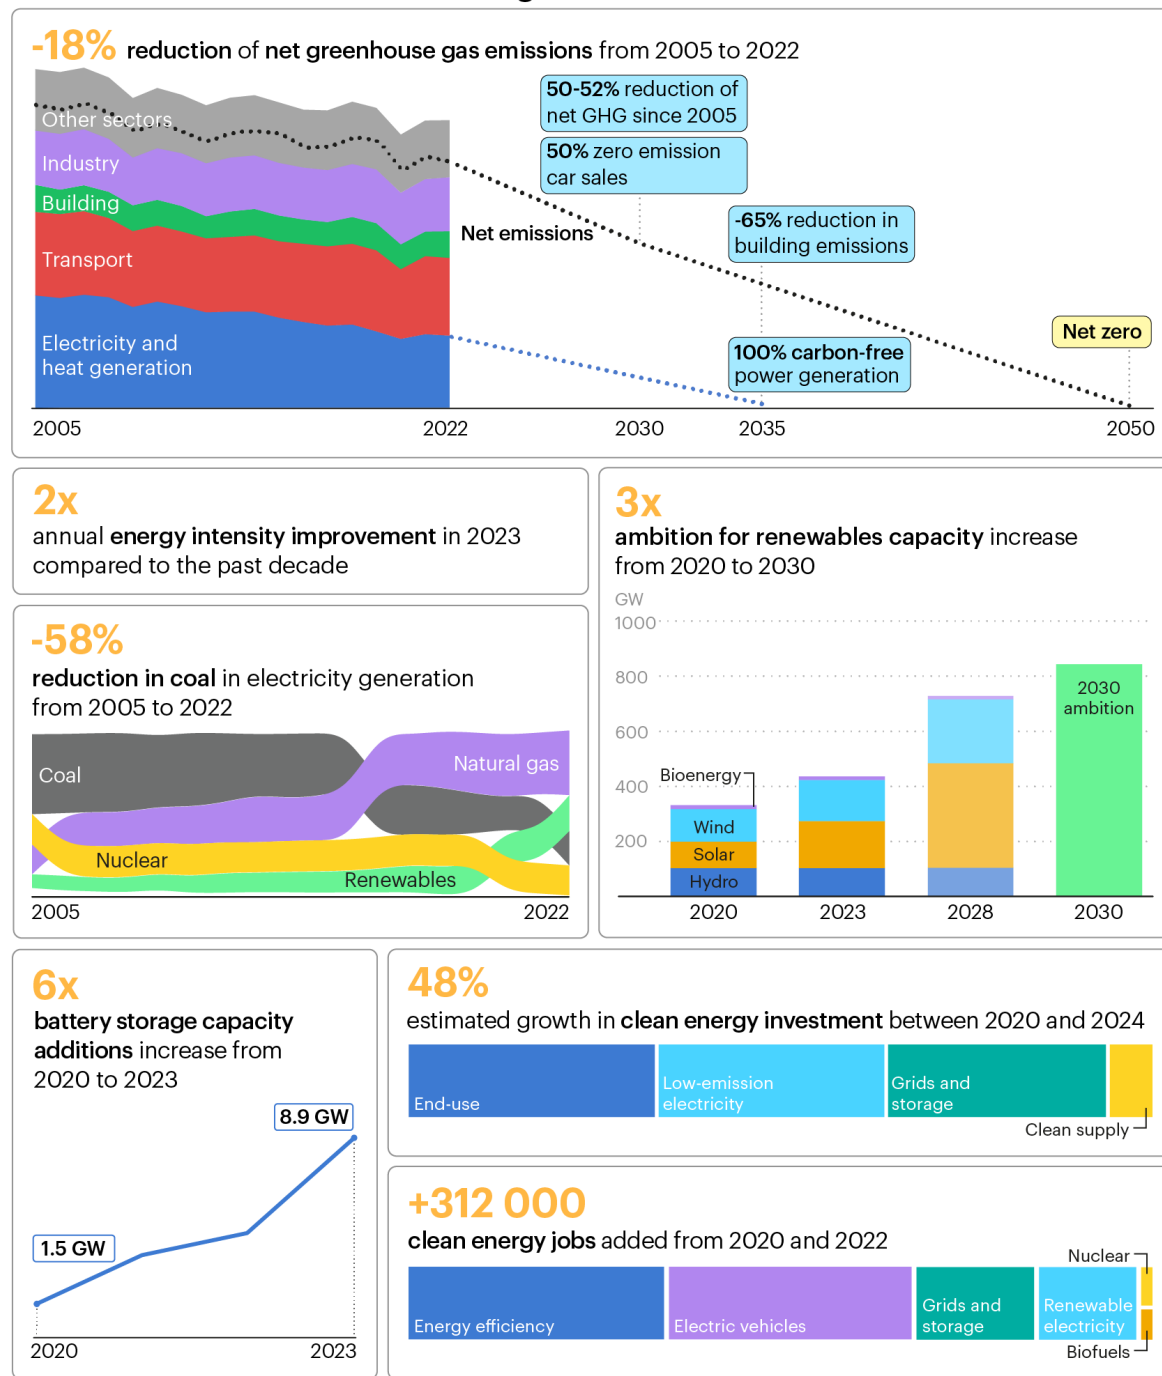 -18% reduction of net greenhouse gas emissions from 2005 to 2022
50-52% reduction of
net GHG since 2005
50% zero emission
car sales
-65% reduction in
building emissions
Other sectors
Industry
Building
Transport
Electricity and
heat generation
Net emissions
100% carbon-free
power generation
Net zero
2005
2022
2030
2035
2050
2x
annual energy intensity improvement in 2023
compared to the past decade
3x
ambition for renewables capacity increase
from 2020 to 2030
GW
1000
800
600
400
200
Bioenergy
Wind
Solar
Hydro
2030
ambition
2020
2023
2028
2030
-58%
reduction in coal in electricity generation
from 2005 to 2022
Coal
Natural gas
Nuclear
Renewables
2005
2022
6x
battery storage capacity
additions increase from
2020 to 2023
8.9 GW
1.5 GW
2020
2023
48%
estimated growth in clean energy investment between 2020 and 2024
End-use
Low-emission
electricity
Grids and
storage
Clean supply
+312 000
clean energy jobs added from 2020 and 2022
Nuclear
Energy efficiency
Electric vehicles
Grids and
storage
Renewable
electricity
Biofuels